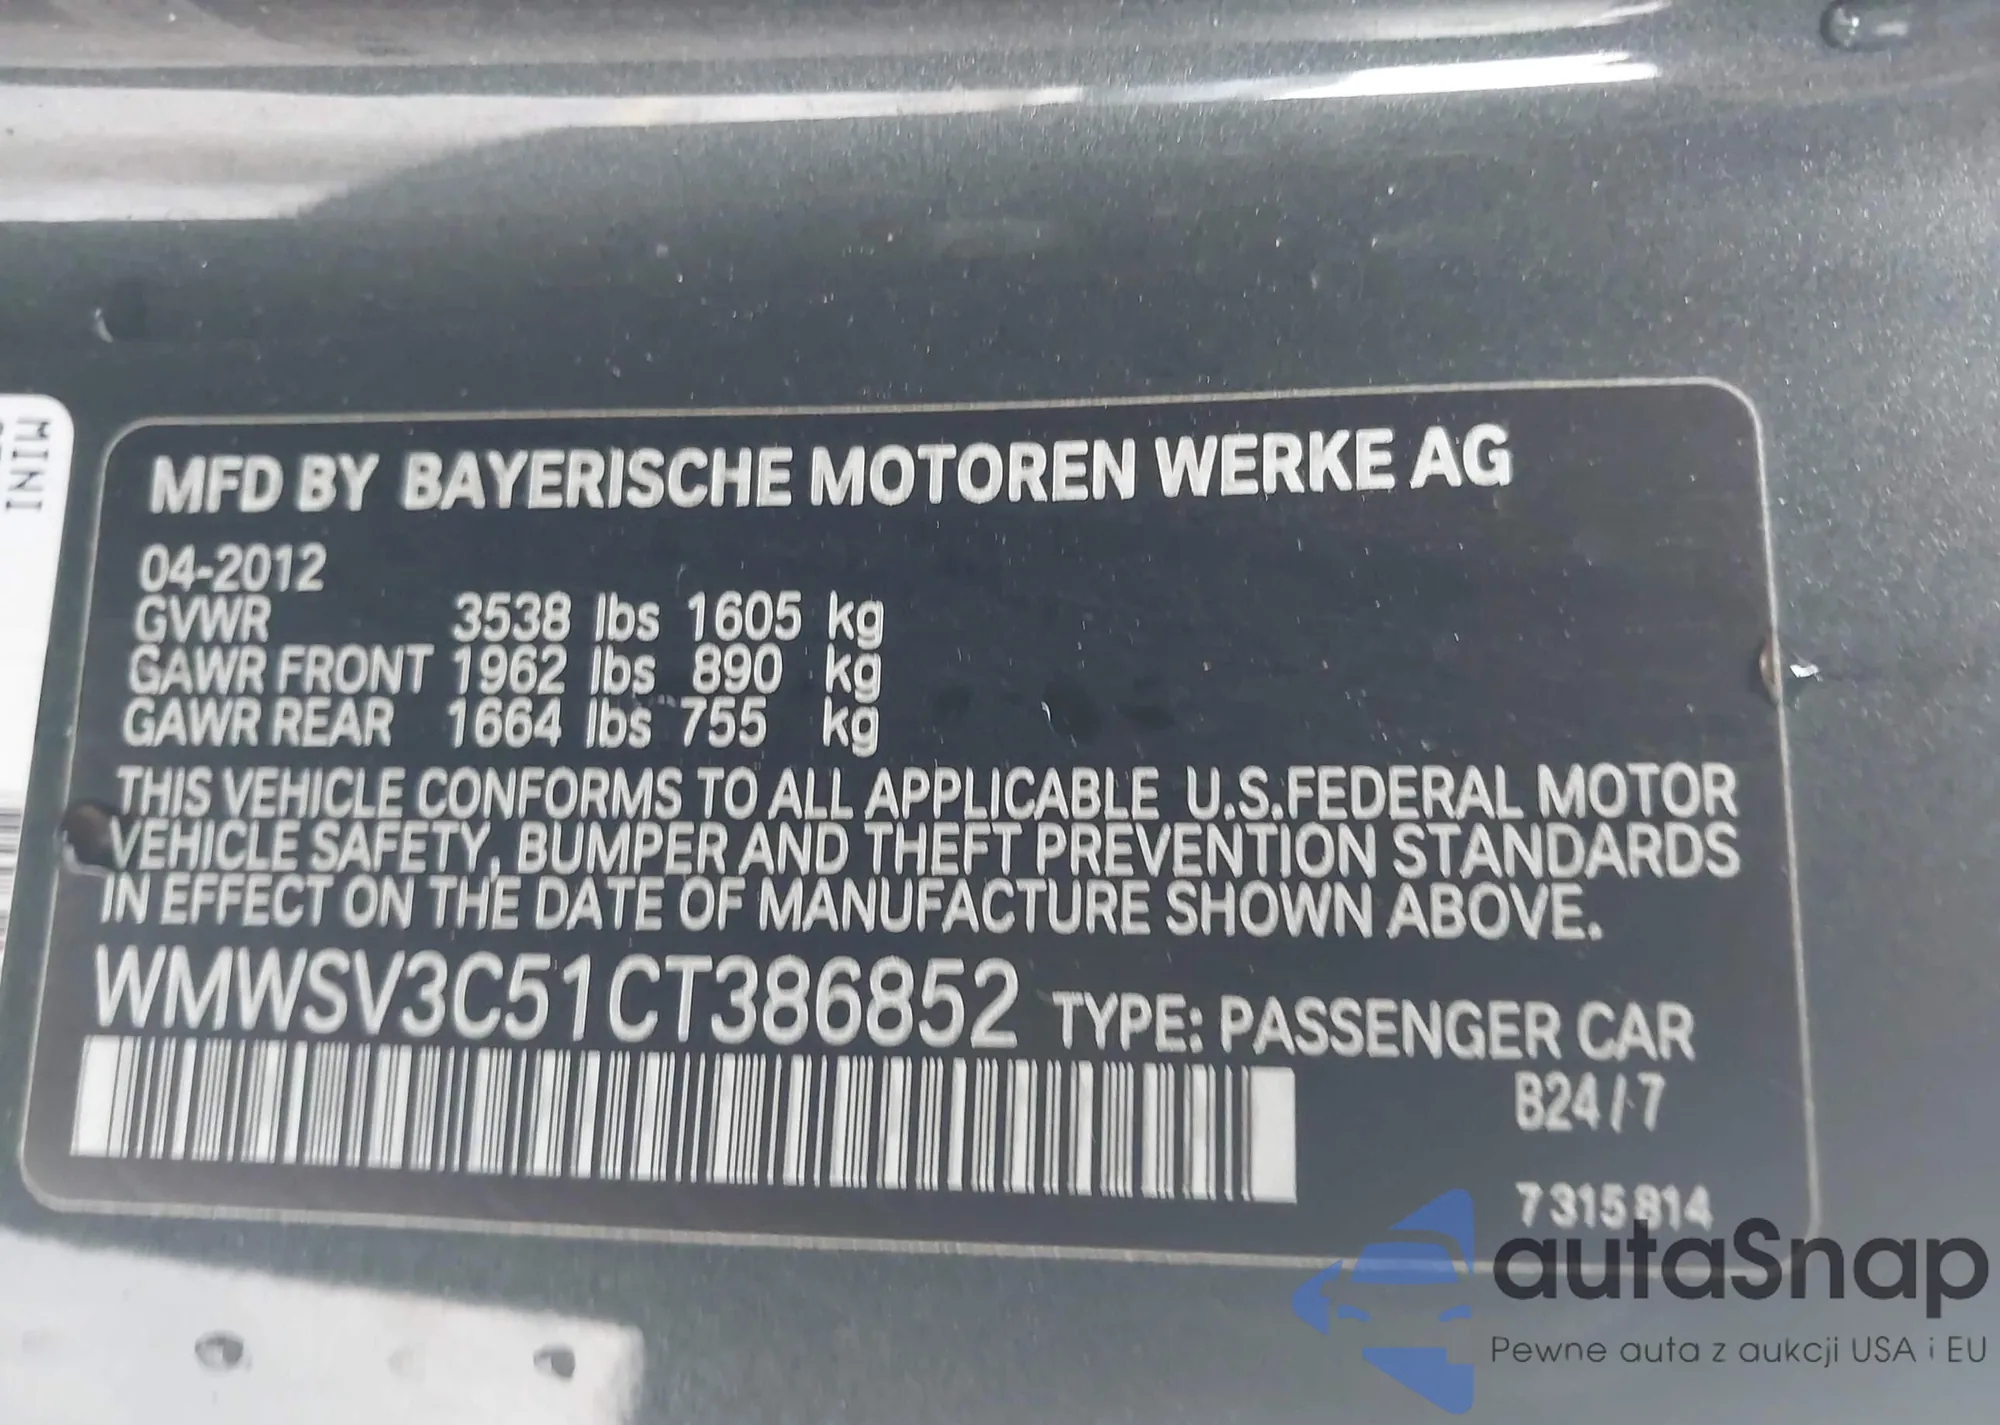 MINI
MFD BY BAYERISCHE MOTOREN WERKE AG
04-2012
GVWR 3538 lbs 1605 kg
GAWR FRONT 1962 lbs 890 kg
GAWR REAR 1664 lbs 755 kg
THIS VEHICLE CONFORMS TO ALL APPLICABLE U.S.FEDERAL MOTOR
VEHICLE SAFETY, BUMPER AND THEFT PREVENTION STANDARDS
IN EFFECT ON THE DATE OF MANUFACTURE SHOWN ABOVE.
WMWSV3C51CT386852 TYPE: PASSENGER CAR
B24/7
7315814
autaSnap
Pewne auta z aukcji USA i EU